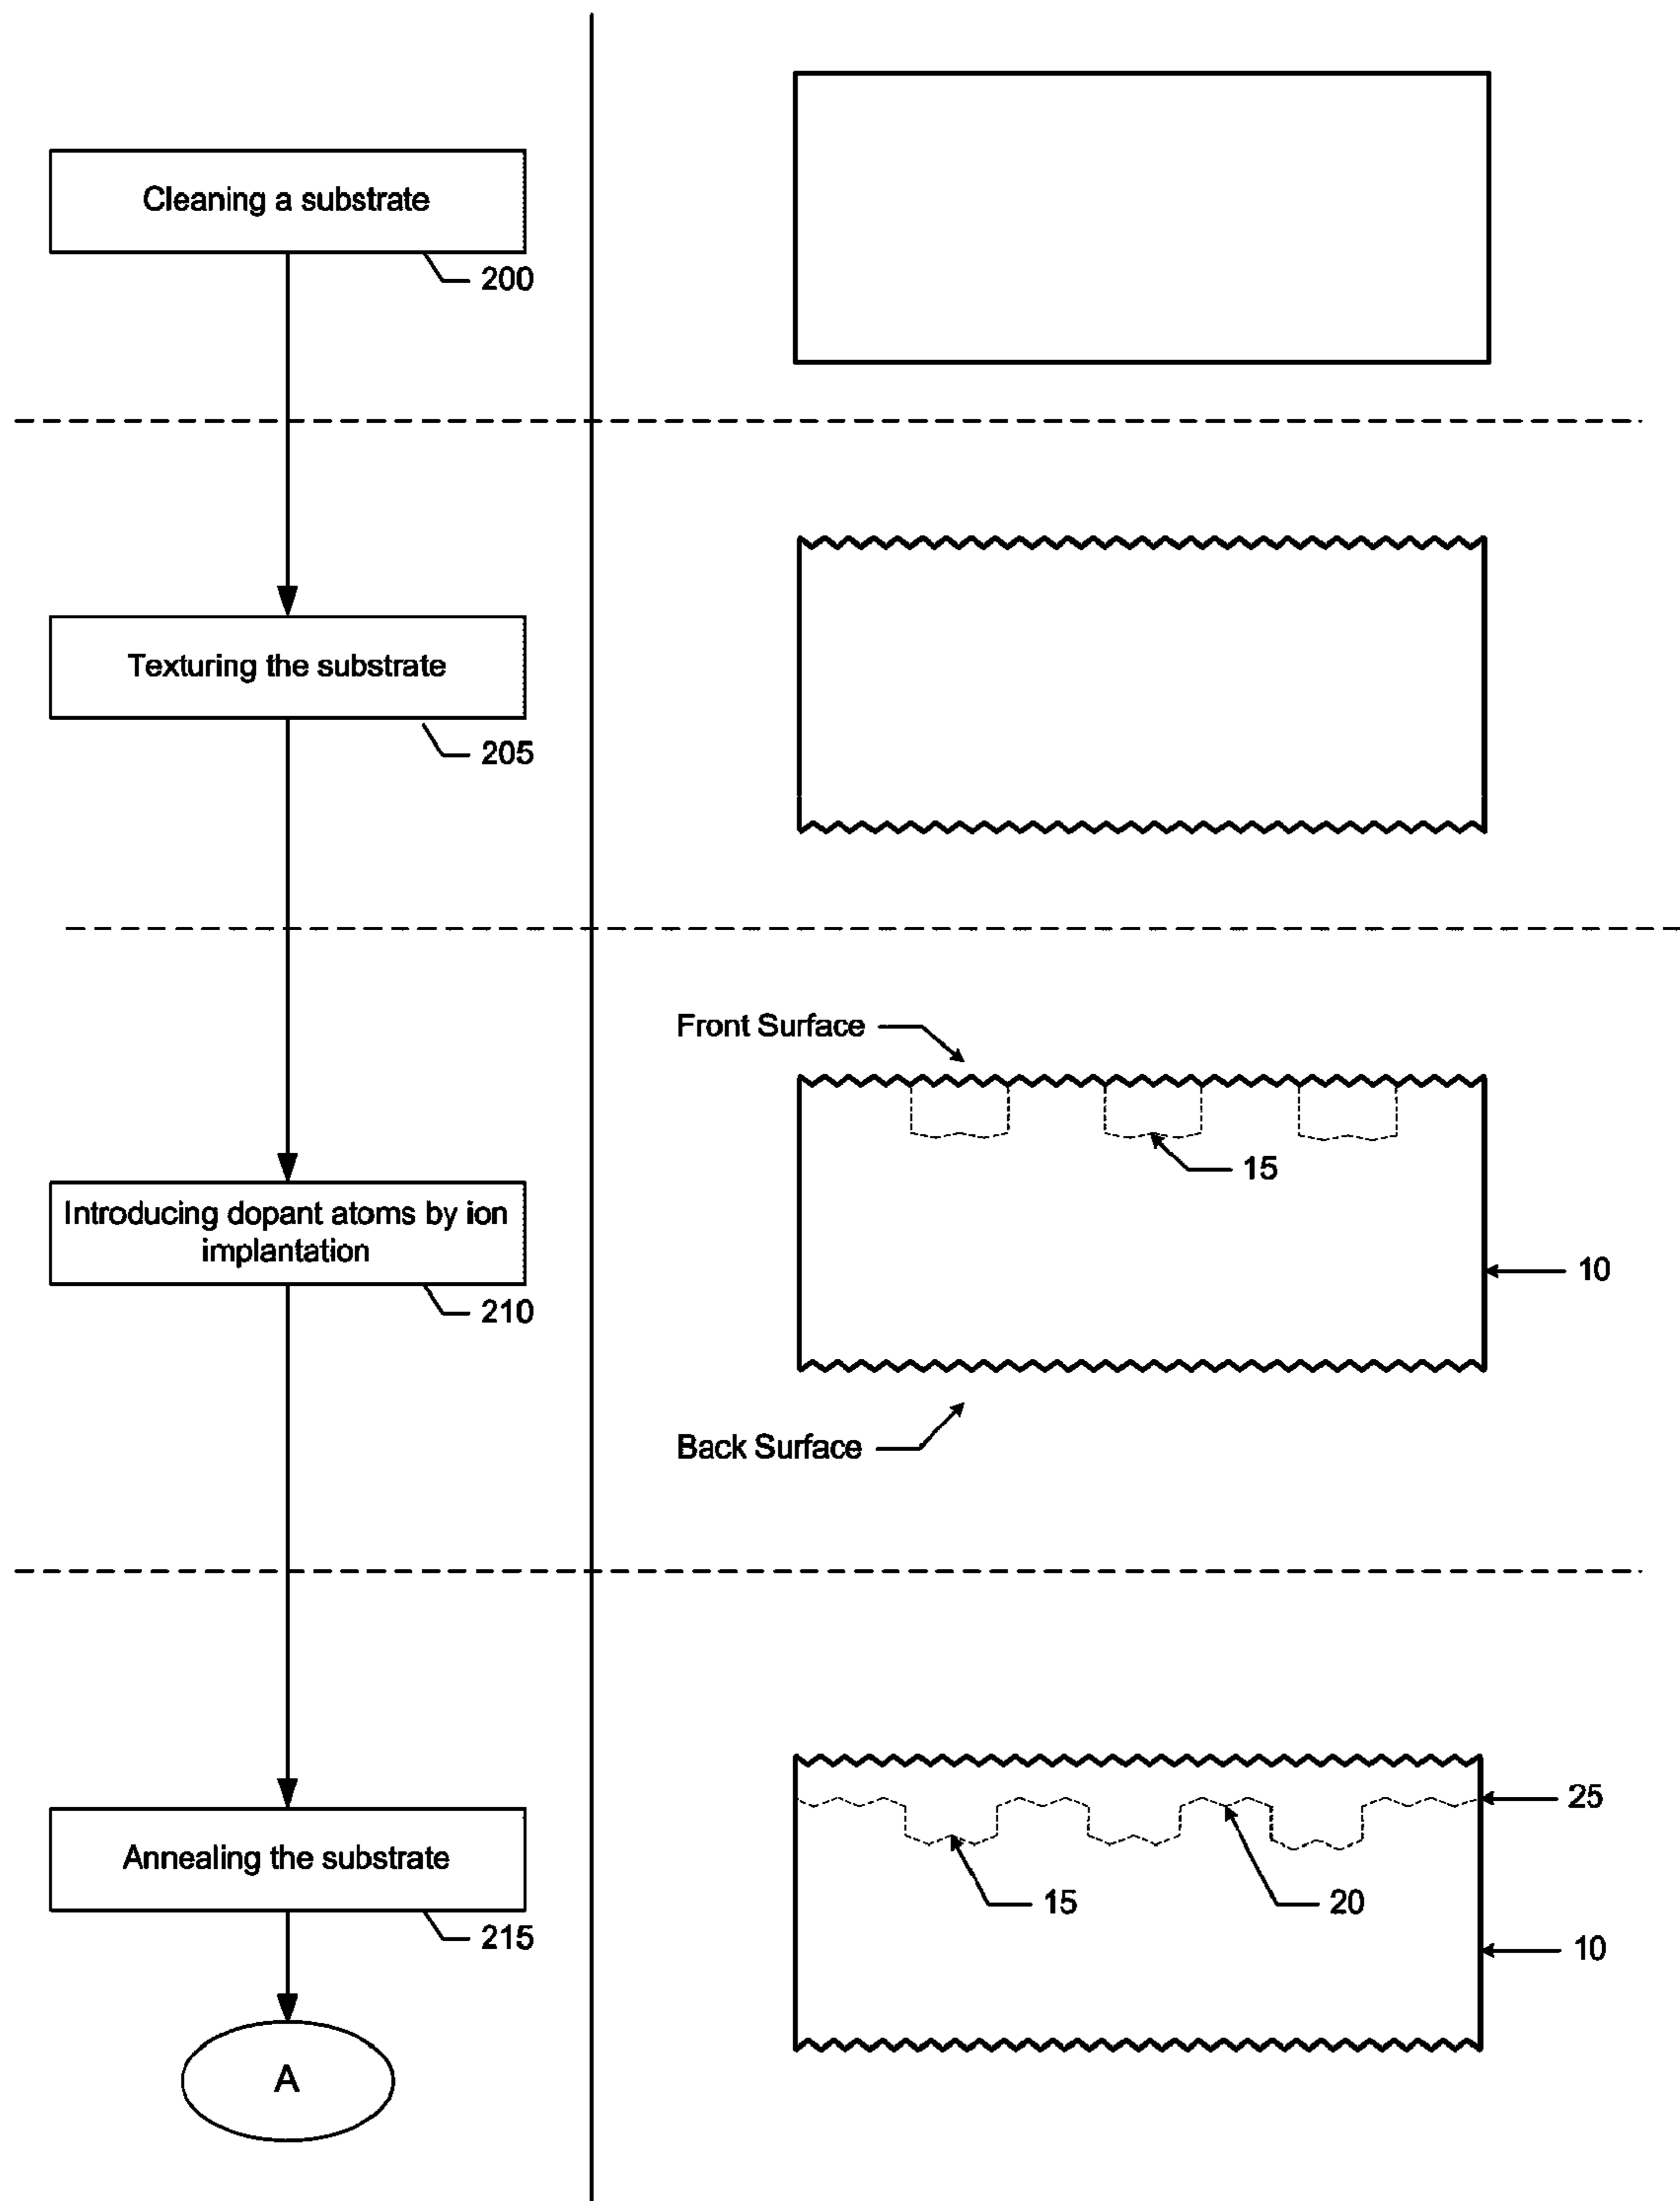 Cleaning a substrate
200
Texturing the substrate
205
Front Surface
15
Introducing dopant atoms by ion
implantation
210
10
Back Surface
25
Annealing the substrate
215
15
20
10
A